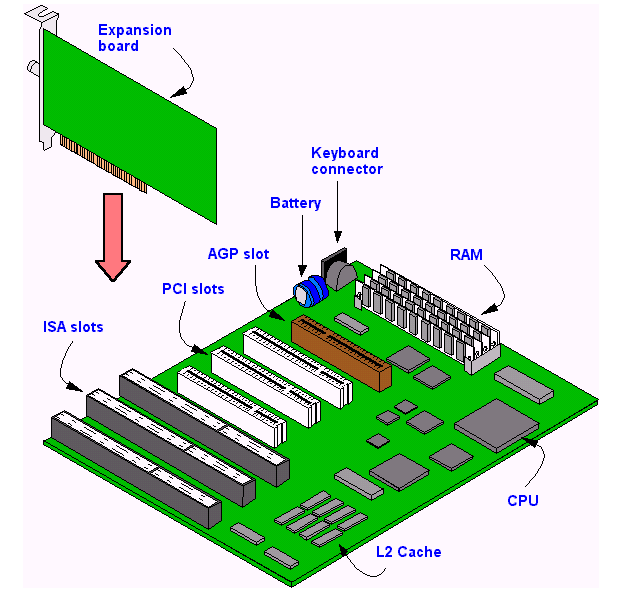 Expansion
board
Keyboard
connector
Battery
AGP slot
RAM
PCI slots
ISA slots
CPU
L2 Cache